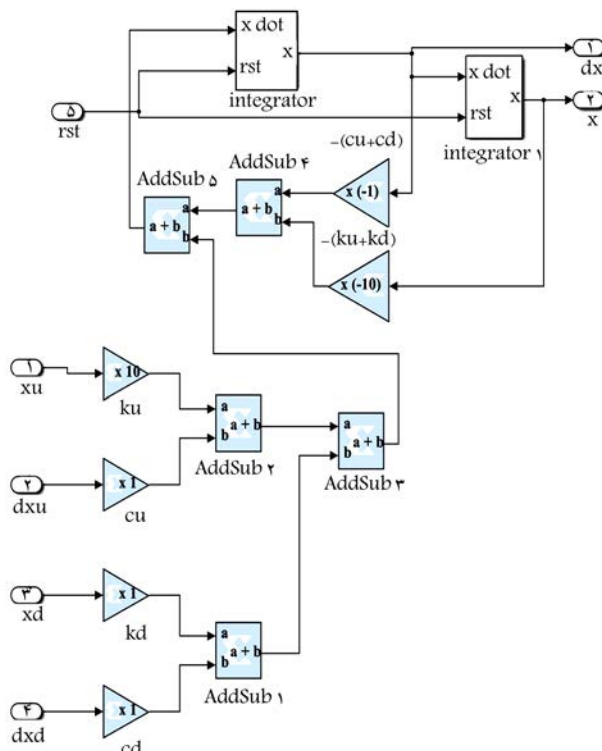 x dot
x
rst
integrator
۱
dx
x dot
x
rst
integrator ۱
۲
x
۵
rst
-(cu+cd)
AddSub ۴
x (-1)
a
b
a + b
AddSub ۵
a
b
a + b
-(ku+kd)
x (-10)
۱
xu
x 10
ku
a
b
a + b
AddSub ۲
۲
dxu
x 1
cu
a
b
a + b
AddSub ۳
۳
xd
x 1
kd
a
b
a + b
AddSub ۱
۴
dxd
x 1
cd